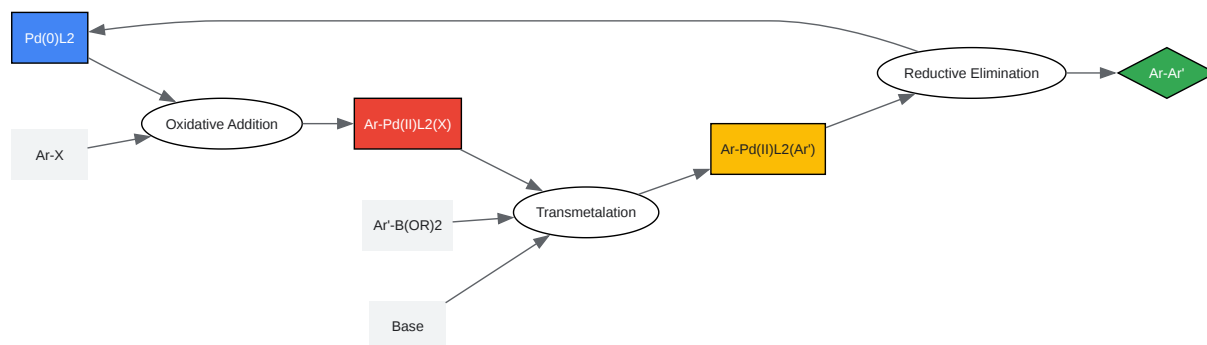 Pd(0)L2
Ar-X
Oxidative Addition
Ar-Pd(II)L2(X)
Ar'-B(OR)2
Base
Transmetalation
Ar-Pd(II)L2(Ar')
Reductive Elimination
Ar-Ar'